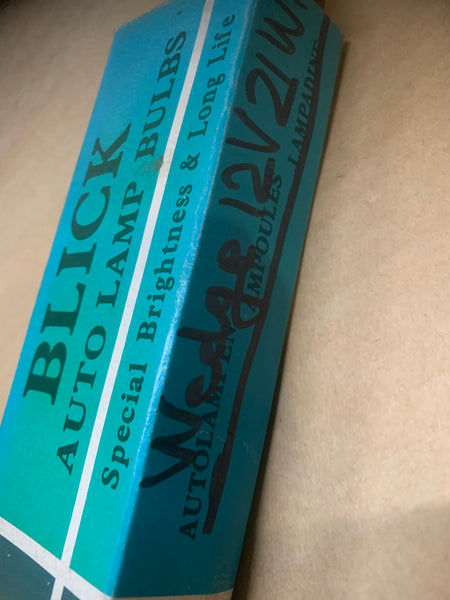 BLICK
AUTO LAMP BULBS
Special Brightness & Long Life
Wedge 12V 21W
AUTOLAMPEN AMPOULES LAMPADINE